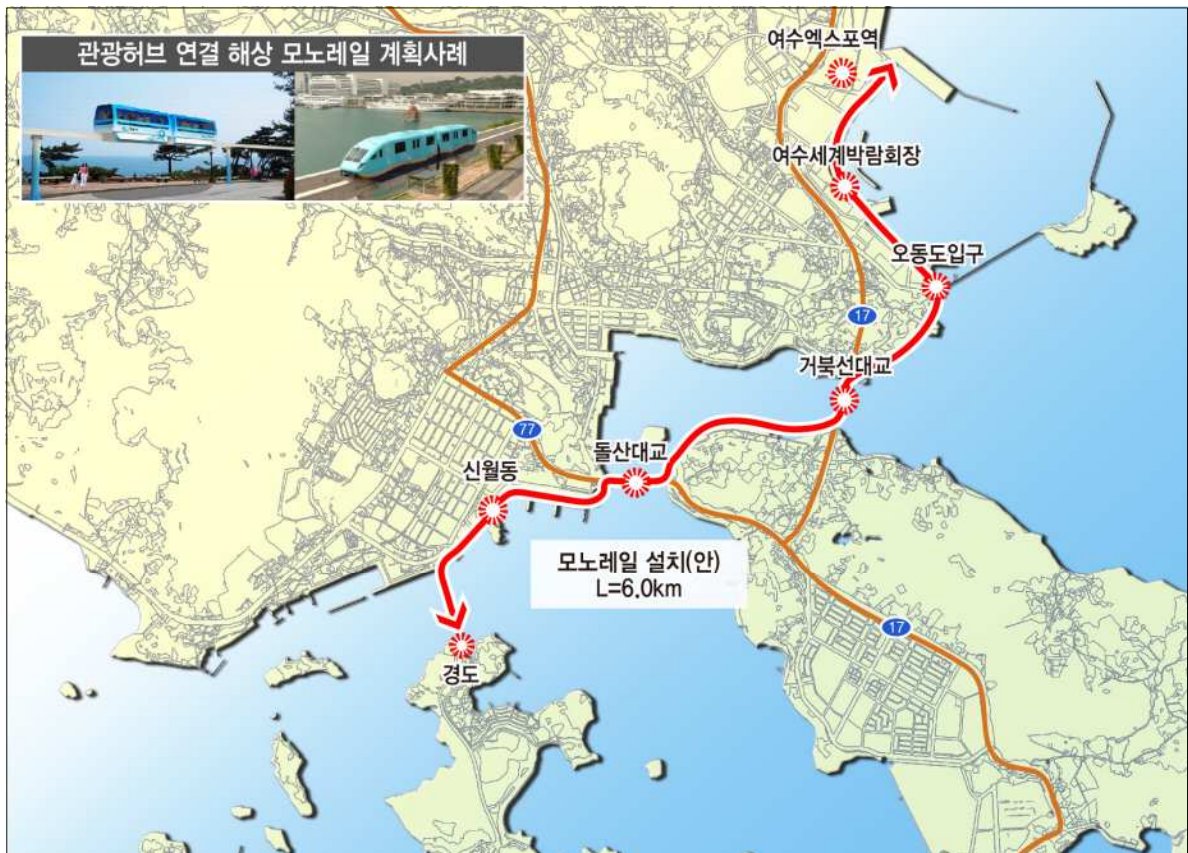 관광허브 연결 해상 모노레일 계획사례
여수엑스포역
여수세계박람회장
오동도입구
17
거북선대교
77
돌산대교
신월동
모노레일 설치(안)
L=6.0km
17
경도